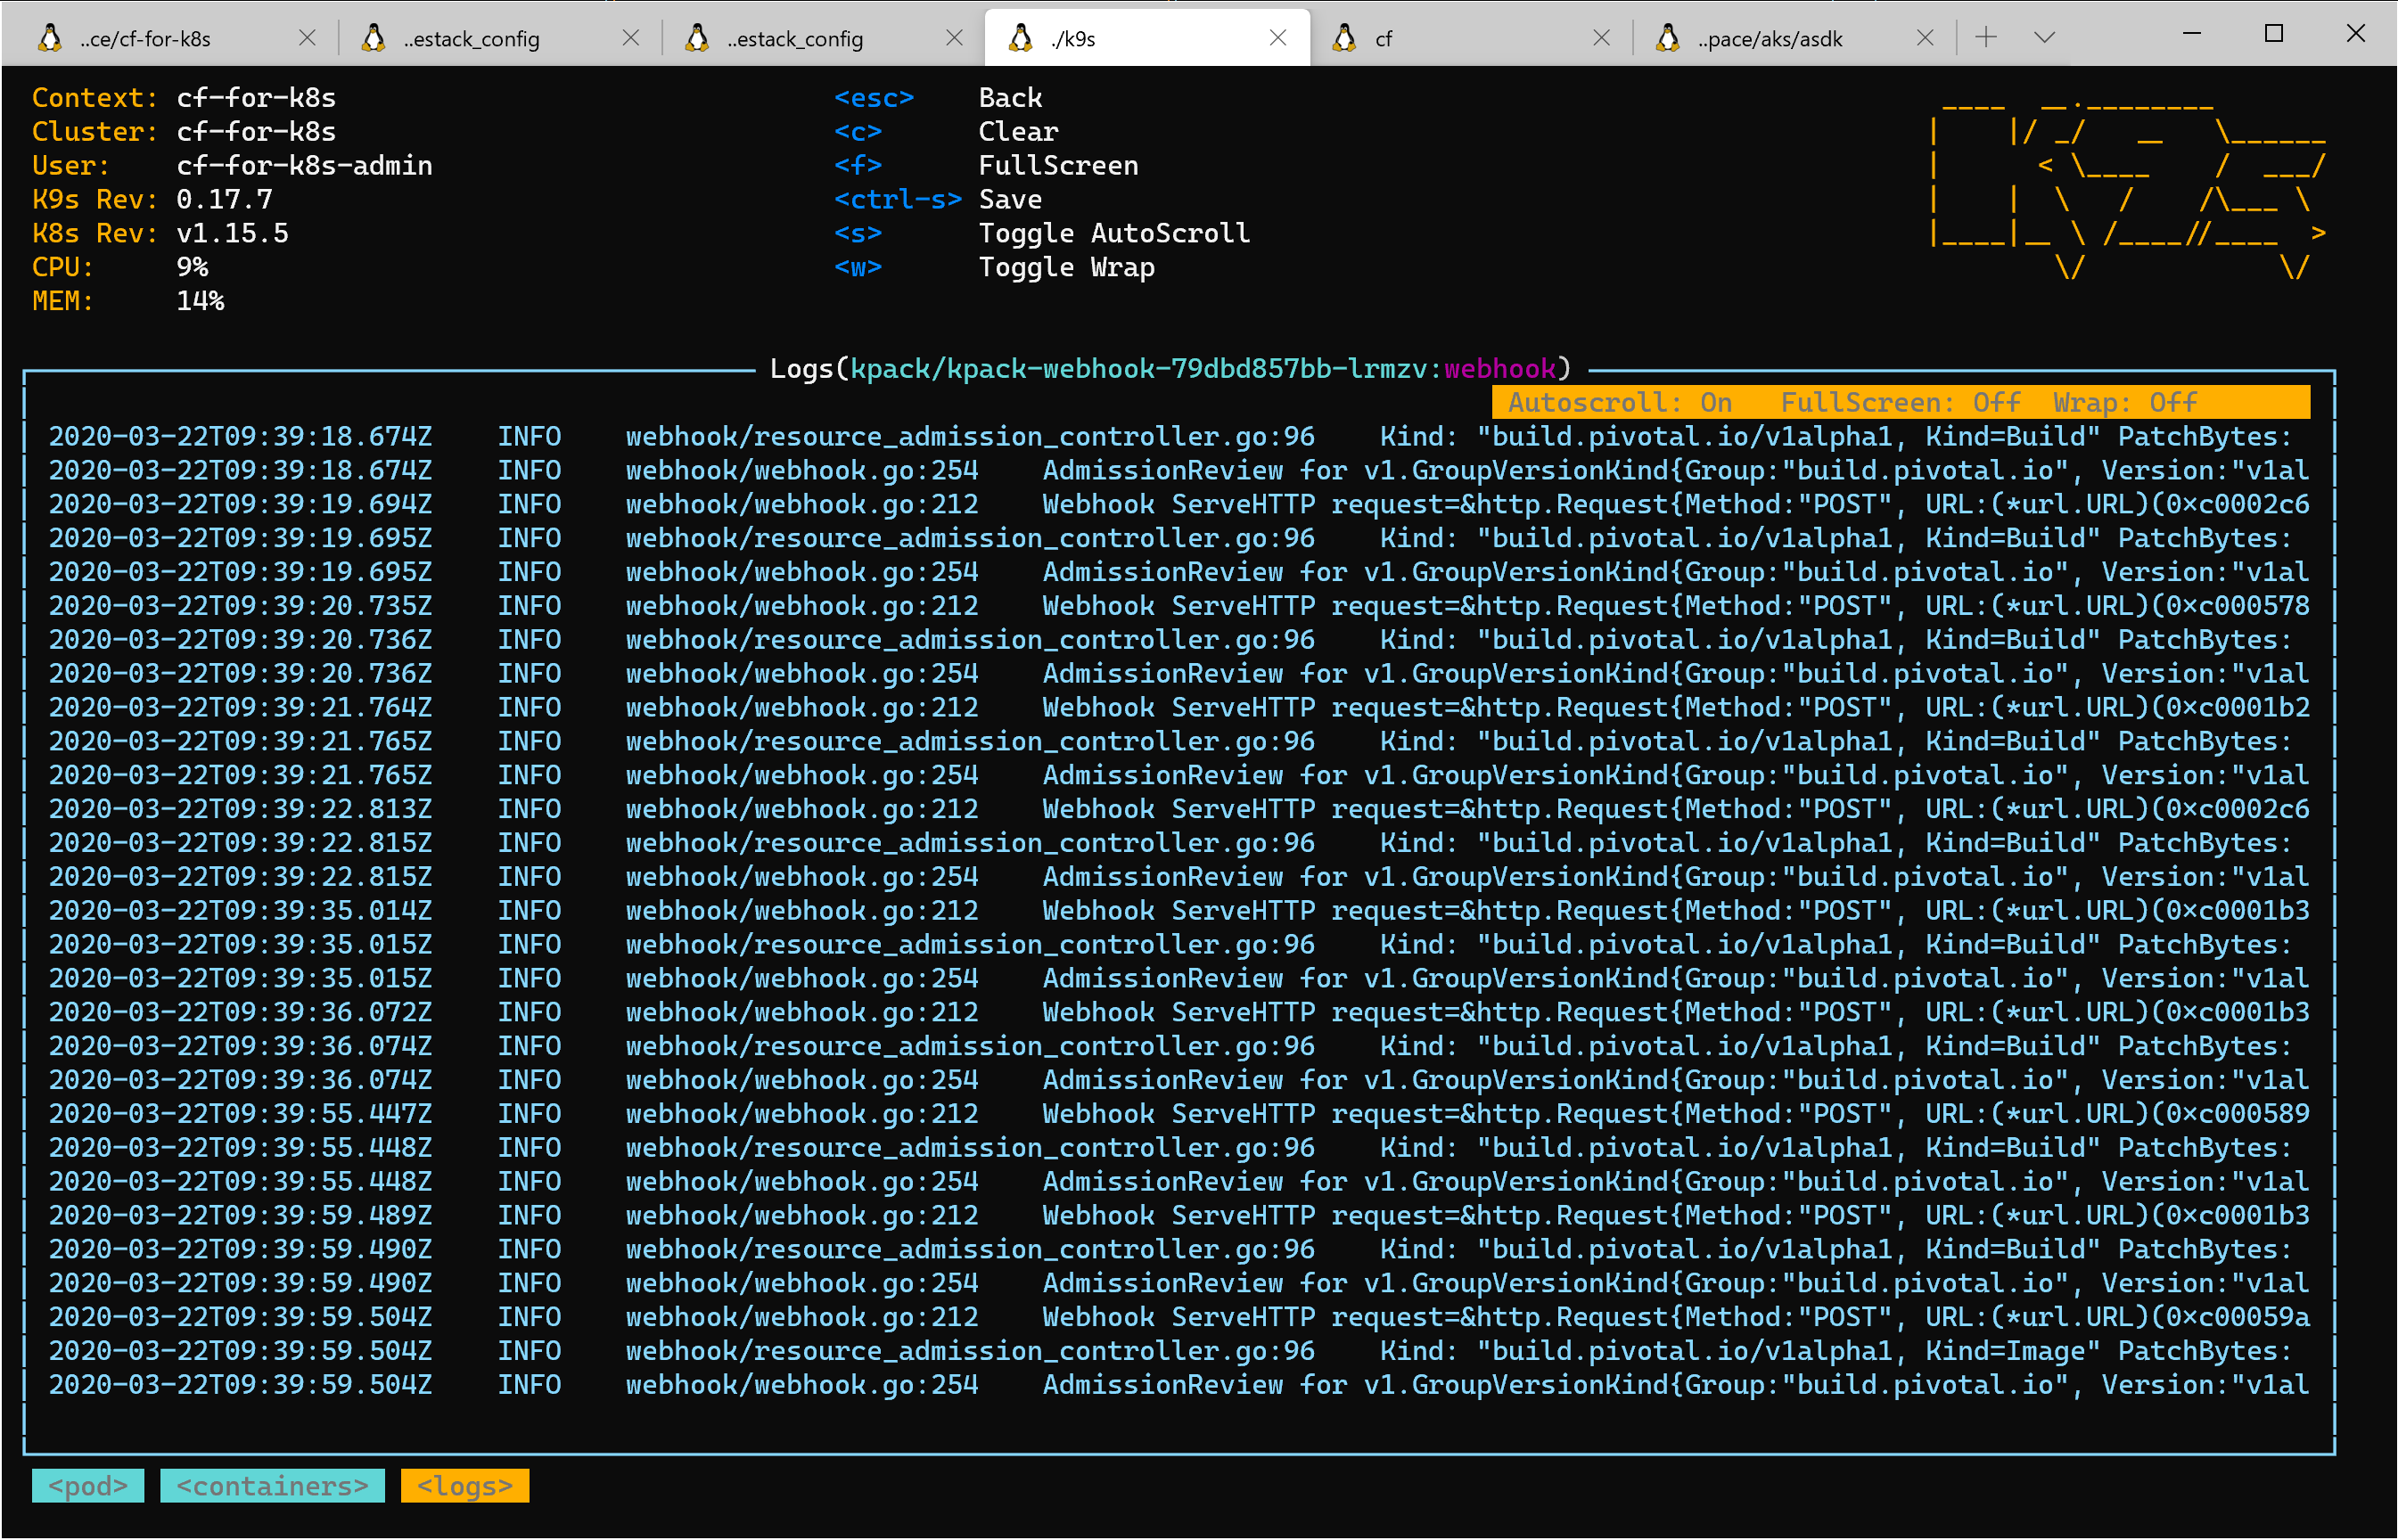 ..ce/cf-for-k8s ..estack_config ..estack_config ./k9s cf ..pace/aks/asdk
Context: cf-for-k8s <esc> Back
Cluster: cf-for-k8s <c> Clear
User: cf-for-k8s-admin <f> FullScreen
K9s Rev: 0.17.7 <ctrl-s> Save
K8s Rev: v1.15.5 <s> Toggle AutoScroll
CPU: 9% <w> Toggle Wrap
MEM: 14%
K9s
Logs(kpack/kpack-webhook-79dbd857bb-lrmzv:webhook)
Autoscroll: On FullScreen: Off Wrap: Off
2020-03-22T09:39:18.674Z INFO webhook/resource_admission_controller.go:96 Kind: "build.pivotal.io/v1alpha1, Kind=Build" PatchBytes:
2020-03-22T09:39:18.674Z INFO webhook/webhook.go:254 AdmissionReview for v1.GroupVersionKind{Group:"build.pivotal.io", Version:"v1al
2020-03-22T09:39:19.694Z INFO webhook/webhook.go:212 Webhook ServeHTTP request=&http.Request{Method:"POST", URL:(*url.URL)(0×c0002c6
2020-03-22T09:39:19.695Z INFO webhook/resource_admission_controller.go:96 Kind: "build.pivotal.io/v1alpha1, Kind=Build" PatchBytes:
2020-03-22T09:39:19.695Z INFO webhook/webhook.go:254 AdmissionReview for v1.GroupVersionKind{Group:"build.pivotal.io", Version:"v1al
2020-03-22T09:39:20.735Z INFO webhook/webhook.go:212 Webhook ServeHTTP request=&http.Request{Method:"POST", URL:(*url.URL)(0×c000578
2020-03-22T09:39:20.736Z INFO webhook/resource_admission_controller.go:96 Kind: "build.pivotal.io/v1alpha1, Kind=Build" PatchBytes:
2020-03-22T09:39:20.736Z INFO webhook/webhook.go:254 AdmissionReview for v1.GroupVersionKind{Group:"build.pivotal.io", Version:"v1al
2020-03-22T09:39:21.764Z INFO webhook/webhook.go:212 Webhook ServeHTTP request=&http.Request{Method:"POST", URL:(*url.URL)(0×c0001b2
2020-03-22T09:39:21.765Z INFO webhook/resource_admission_controller.go:96 Kind: "build.pivotal.io/v1alpha1, Kind=Build" PatchBytes:
2020-03-22T09:39:21.765Z INFO webhook/webhook.go:254 AdmissionReview for v1.GroupVersionKind{Group:"build.pivotal.io", Version:"v1al
2020-03-22T09:39:22.813Z INFO webhook/webhook.go:212 Webhook ServeHTTP request=&http.Request{Method:"POST", URL:(*url.URL)(0×c0002c6
2020-03-22T09:39:22.815Z INFO webhook/resource_admission_controller.go:96 Kind: "build.pivotal.io/v1alpha1, Kind=Build" PatchBytes:
2020-03-22T09:39:22.815Z INFO webhook/webhook.go:254 AdmissionReview for v1.GroupVersionKind{Group:"build.pivotal.io", Version:"v1al
2020-03-22T09:39:35.014Z INFO webhook/webhook.go:212 Webhook ServeHTTP request=&http.Request{Method:"POST", URL:(*url.URL)(0×c0001b3
2020-03-22T09:39:35.015Z INFO webhook/resource_admission_controller.go:96 Kind: "build.pivotal.io/v1alpha1, Kind=Build" PatchBytes:
2020-03-22T09:39:35.015Z INFO webhook/webhook.go:254 AdmissionReview for v1.GroupVersionKind{Group:"build.pivotal.io", Version:"v1al
2020-03-22T09:39:36.072Z INFO webhook/webhook.go:212 Webhook ServeHTTP request=&http.Request{Method:"POST", URL:(*url.URL)(0×c0001b3
2020-03-22T09:39:36.074Z INFO webhook/resource_admission_controller.go:96 Kind: "build.pivotal.io/v1alpha1, Kind=Build" PatchBytes:
2020-03-22T09:39:36.074Z INFO webhook/webhook.go:254 AdmissionReview for v1.GroupVersionKind{Group:"build.pivotal.io", Version:"v1al
2020-03-22T09:39:55.447Z INFO webhook/webhook.go:212 Webhook ServeHTTP request=&http.Request{Method:"POST", URL:(*url.URL)(0×c000589
2020-03-22T09:39:55.448Z INFO webhook/resource_admission_controller.go:96 Kind: "build.pivotal.io/v1alpha1, Kind=Build" PatchBytes:
2020-03-22T09:39:55.448Z INFO webhook/webhook.go:254 AdmissionReview for v1.GroupVersionKind{Group:"build.pivotal.io", Version:"v1al
2020-03-22T09:39:59.489Z INFO webhook/webhook.go:212 Webhook ServeHTTP request=&http.Request{Method:"POST", URL:(*url.URL)(0×c0001b3
2020-03-22T09:39:59.490Z INFO webhook/resource_admission_controller.go:96 Kind: "build.pivotal.io/v1alpha1, Kind=Build" PatchBytes:
2020-03-22T09:39:59.490Z INFO webhook/webhook.go:254 AdmissionReview for v1.GroupVersionKind{Group:"build.pivotal.io", Version:"v1al
2020-03-22T09:39:59.504Z INFO webhook/webhook.go:212 Webhook ServeHTTP request=&http.Request{Method:"POST", URL:(*url.URL)(0×c00059a
2020-03-22T09:39:59.504Z INFO webhook/resource_admission_controller.go:96 Kind: "build.pivotal.io/v1alpha1, Kind=Image" PatchBytes:
2020-03-22T09:39:59.504Z INFO webhook/webhook.go:254 AdmissionReview for v1.GroupVersionKind{Group:"build.pivotal.io", Version:"v1al
<pod> <containers> <logs>